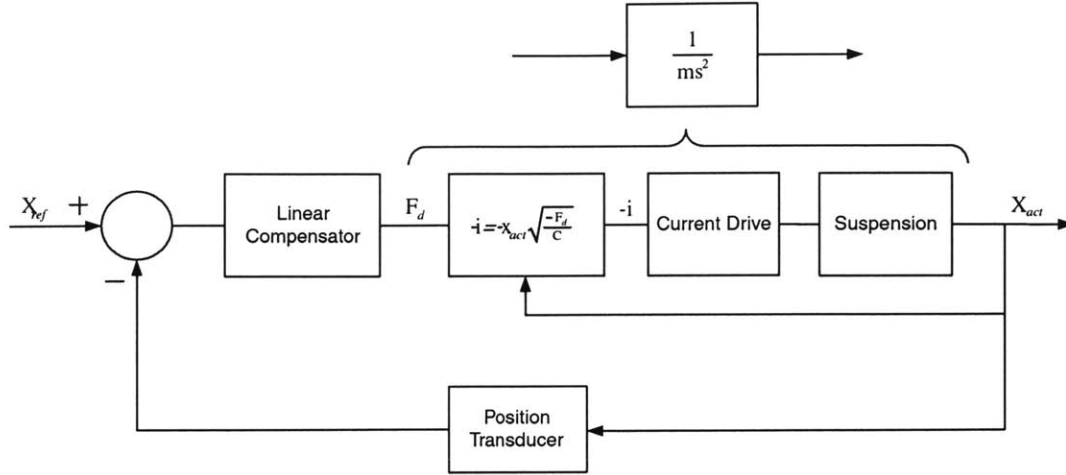 1
ms²
X_ref +
Linear
Compensator
F_d
-i=-x_act√(-F_d/C)
-i
Current Drive
Suspension
X_act
−
Position
Transducer